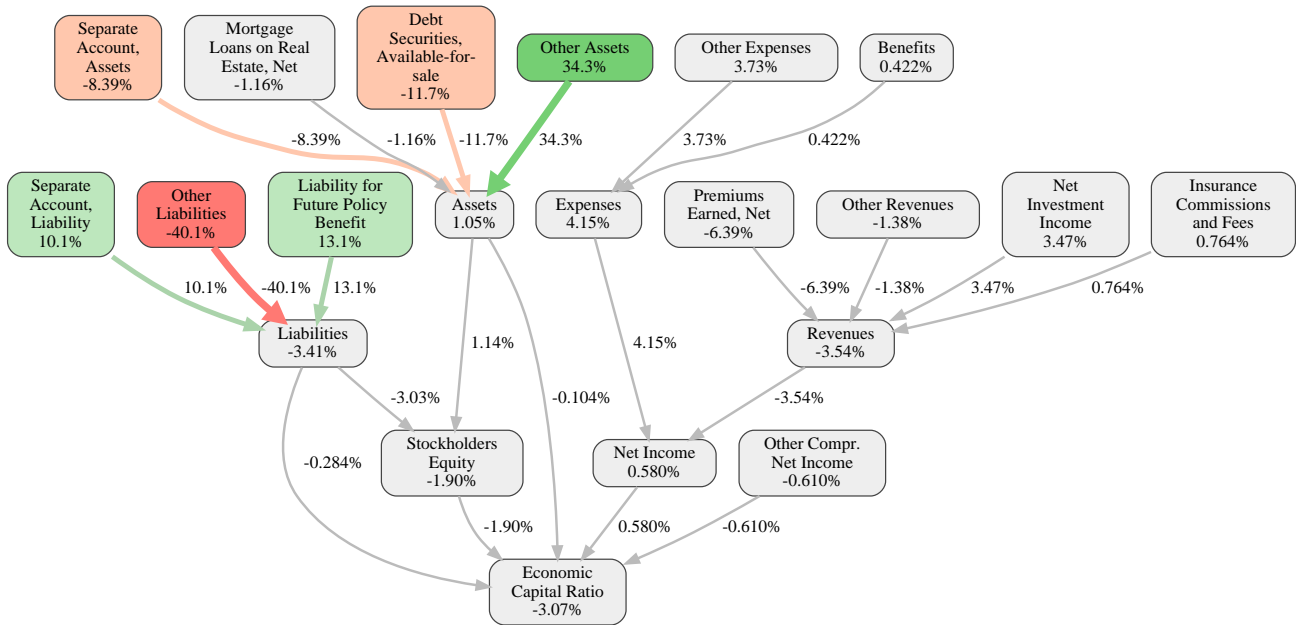 Separate
Account,
Assets
-8.39%
Mortgage
Loans on Real
Estate, Net
-1.16%
Debt
Securities,
Available-for-
sale
-11.7%
Other Assets
34.3%
Other Expenses
3.73%
Benefits
0.422%
-8.39%
-1.16%
-11.7%
34.3%
3.73%
0.422%
Separate
Account,
Liability
10.1%
Other
Liabilities
-40.1%
Liability for
Future Policy
Benefit
13.1%
Assets
1.05%
Expenses
4.15%
Premiums
Earned, Net
-6.39%
Other Revenues
-1.38%
Net
Investment
Income
3.47%
Insurance
Commissions
and Fees
0.764%
10.1%
-40.1%
13.1%
-6.39%
-1.38%
3.47%
0.764%
Liabilities
-3.41%
1.14%
4.15%
Revenues
-3.54%
-3.03%
-0.104%
-3.54%
-0.284%
Stockholders
Equity
-1.90%
Net Income
0.580%
Other Compr.
Net Income
-0.610%
-1.90%
0.580%
-0.610%
Economic
Capital Ratio
-3.07%